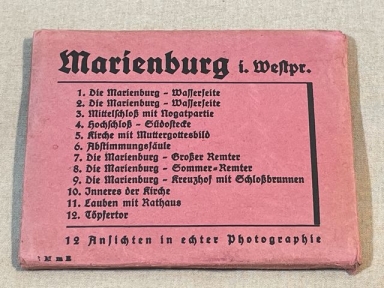 Marienburg i. Westpr.
1. Die Marienburg - Wasserseite
2. Die Marienburg - Wasserseite
3. Mittelschloß mit Nogatpartie
4. Hochschloß - Südostecke
5. Kirche mit Muttergottesbild
6. Abstimmungssäule
7. Die Marienburg - Großer Remter
8. Die Marienburg - Sommer-Remter
9. Die Marienburg - Kreuzhof mit Schloßbrunnen
10. Inneres der Kirche
11. Lauben mit Rathaus
12. Töpfertor
12 Ansichten in echter Photographie